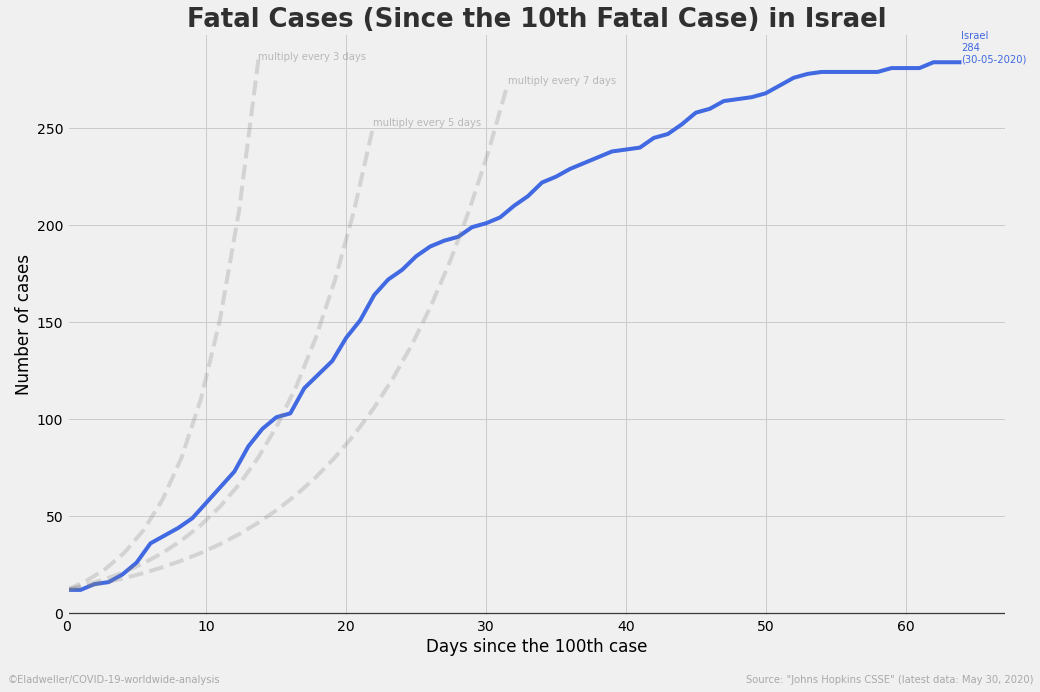 Fatal Cases (Since the 10th Fatal Case) in Israel
Israel
284
(30-05-2020)
multiply every 3 days
multiply every 7 days
multiply every 5 days
Number of cases
250
200
150
100
50
0
0 10 20 30 40 50 60
Days since the 100th case
©Eladweller/COVID-19-worldwide-analysis
Source: "Johns Hopkins CSSE" (latest data: May 30, 2020)